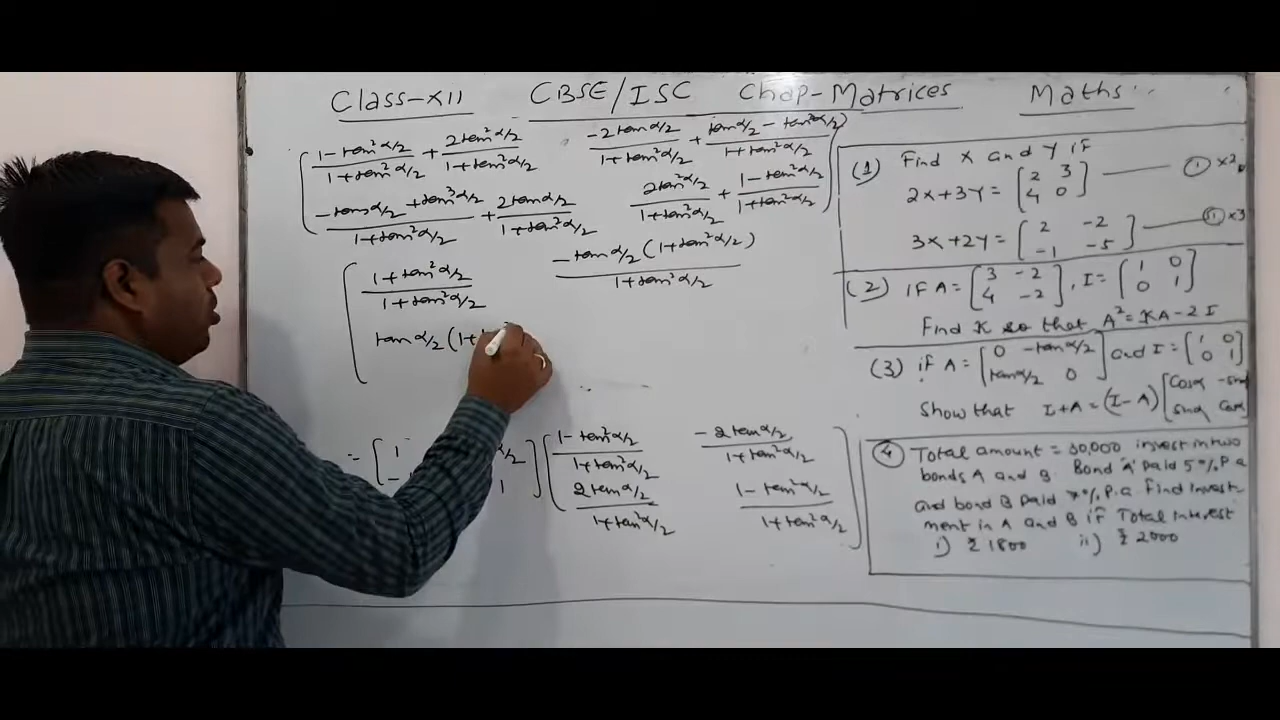 Class-XII CBSE/ISC Chap-Matrices Maths
1-tan²α/2 / 1+tan²α/2 + 2tan²α/2 / 1+tan²α/2    -2tanα/2 / 1+tan²α/2 + tanα/2 - tan³α/2 / 1+tan²α/2
-tanα/2 + tan³α/2 / 1+tan²α/2 + 2tanα/2 / 1+tan²α/2    2tan²α/2 / 1+tan²α/2 + 1-tan²α/2 / 1+tan²α/2
1+tan²α/2 / 1+tan²α/2    -tanα/2 (1+tan²α/2) / 1+tan²α/2
tanα/2 (1+
1 α/2
1
1-tan²α/2 / 1+tan²α/2    -2tanα/2 / 1+tan²α/2
2tanα/2 / 1+tan²α/2    1-tan²α/2 / 1+tan²α/2
(1) Find X and Y if
2X+3Y = [2 3
4 0] — (i) ×2
3X+2Y = [2 -2
-1 -5] — (ii) ×3
(2) if A = [3 -2
4 -2], I = [1 0
0 1]
Find K so that A² = KA-2I
(3) if A = [0 -tanα/2
tanα/2 0] and I = [1 0
0 1]
Show that I+A = (I-A) [cosα -sinα
sinα cosα
(4) Total amount = 30,000 invest in two
bonds A and B. Bond 'A' paid 5% P.a
and bond B paid 7% P.a. Find invest-
ment in A and B if Total interest
i) ₹ 1800 ii) ₹ 2000